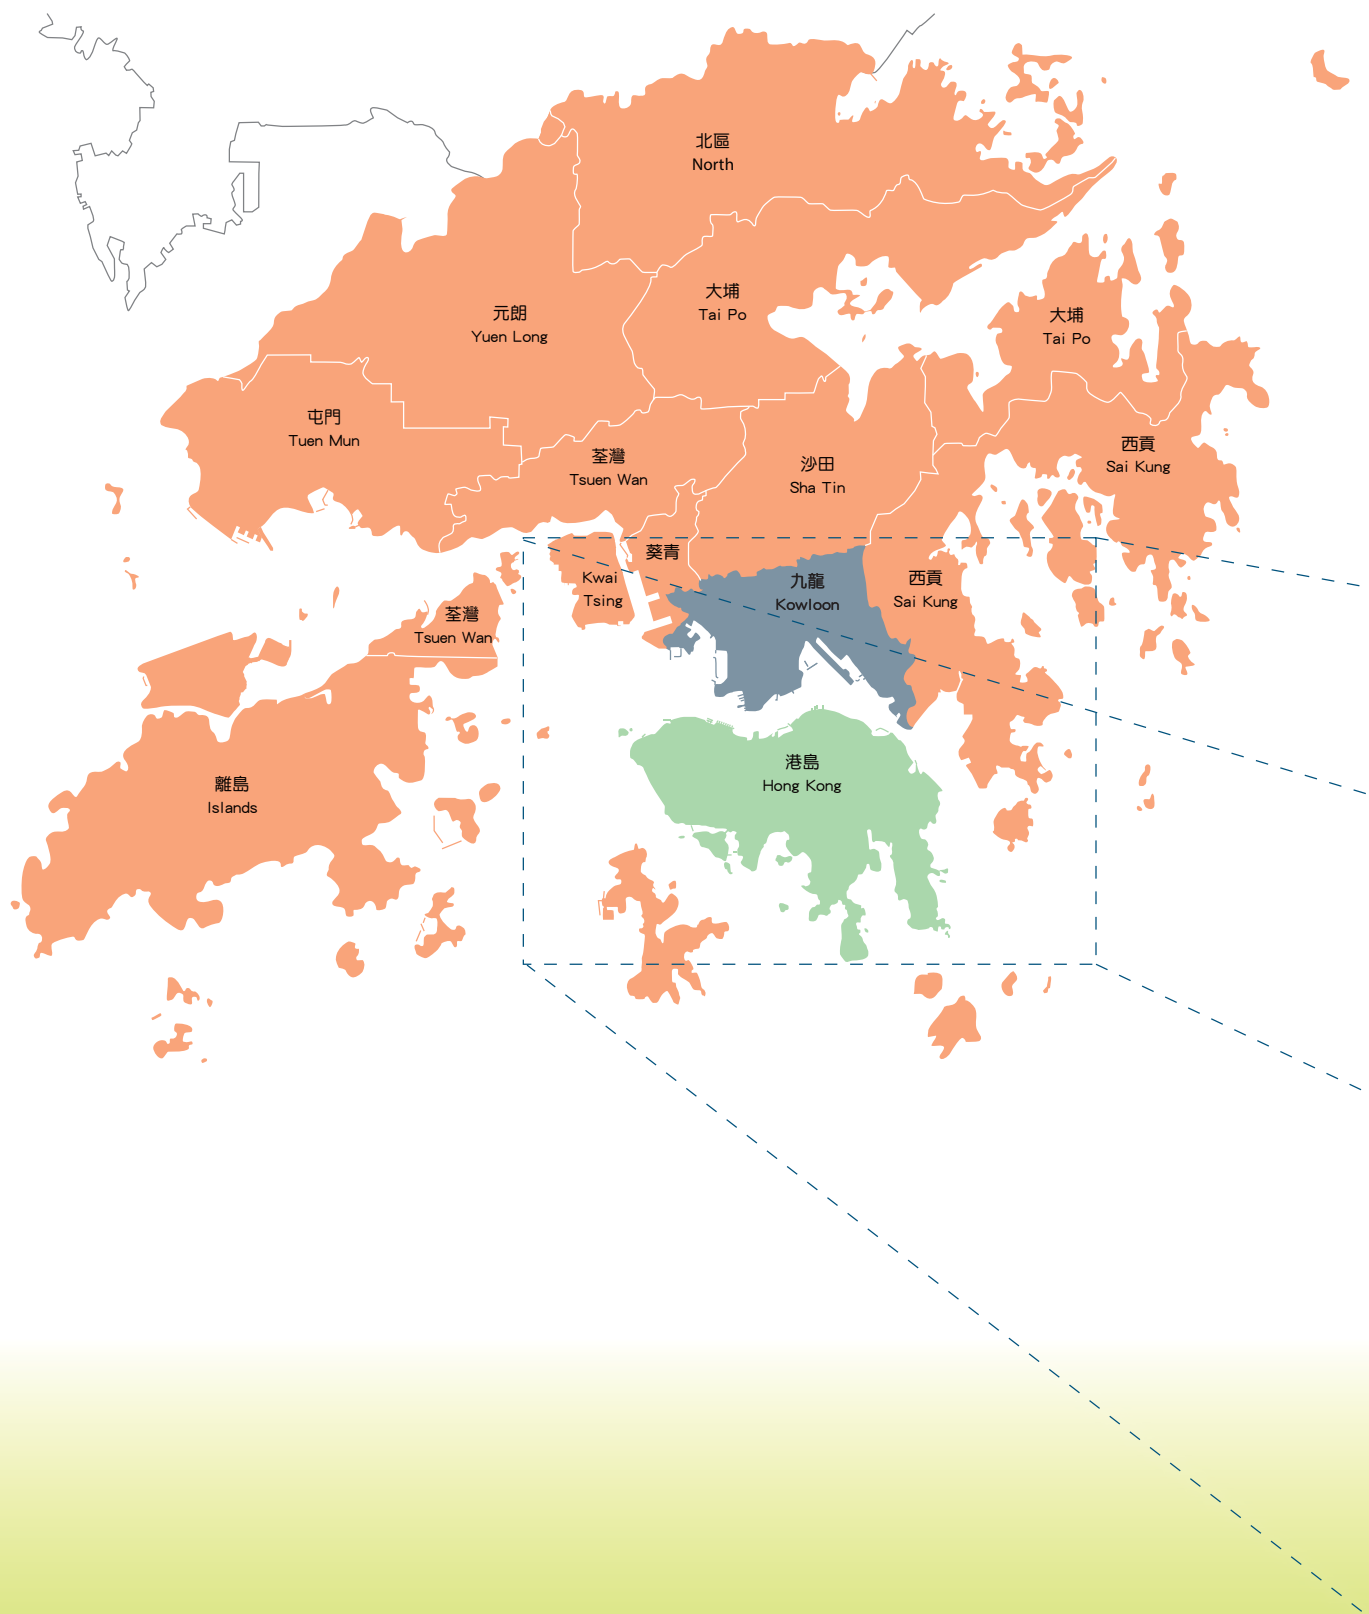 北區
North
大埔
Tai Po
元朗
Yuen Long
大埔
Tai Po
屯門
Tuen Mun
西貢
Sai Kung
荃灣
Tsuen Wan
沙田
Sha Tin
葵青
Kwai
Tsing
九龍
Kowloon
西貢
Sai Kung
荃灣
Tsuen Wan
港島
Hong Kong
離島
Islands